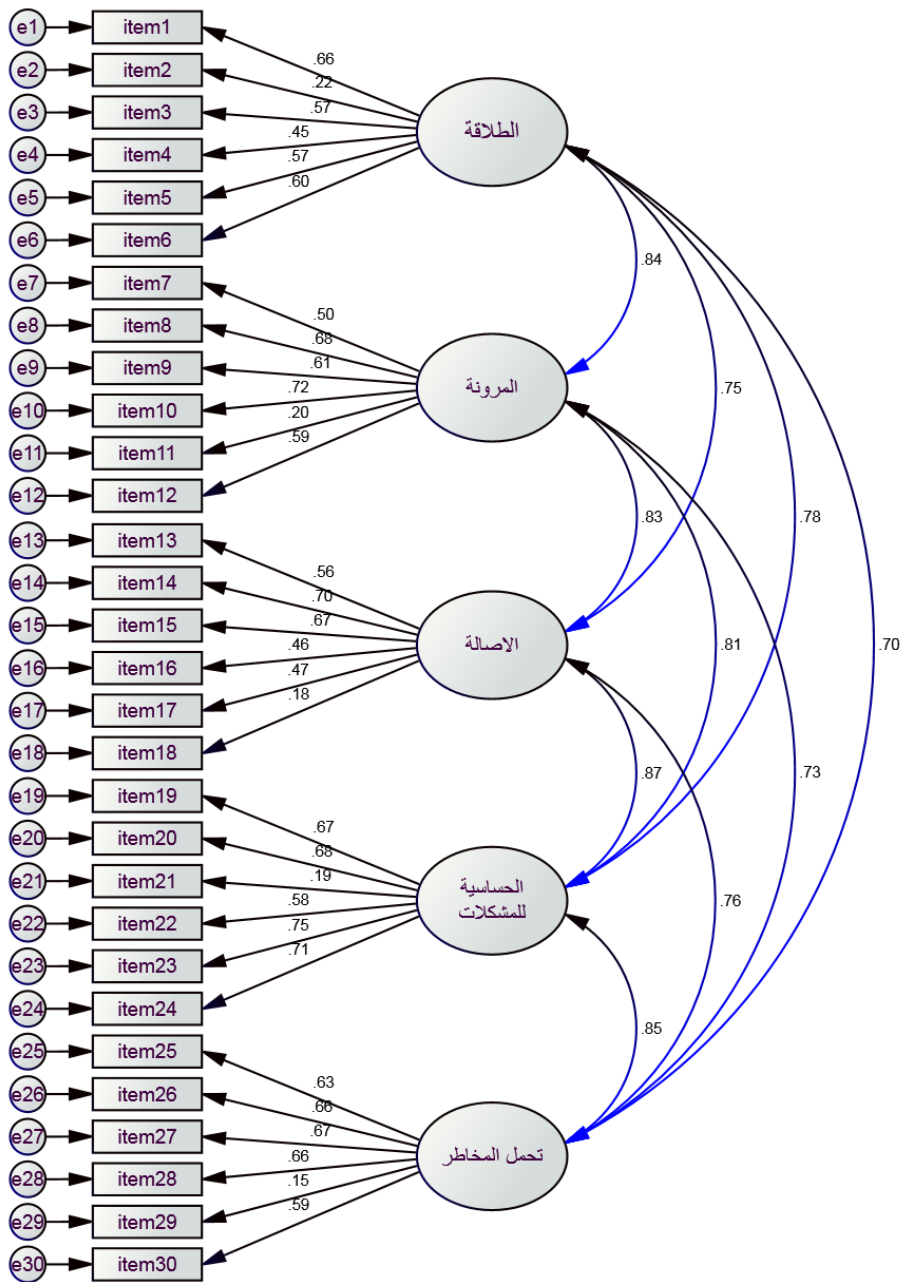 e1 item1
.66
e2 item2
.22
e3 item3
.57
الطلاقة
e4 item4
.45
e5 item5
.57
e6 item6
.60
.84
e7 item7
.50
e8 item8
.68
e9 item9
.61
المرونة
.75
e10 item10
.72
e11 item11
.20
e12 item12
.59
.83
.78
e13 item13
.56
e14 item14
.70
e15 item15
.67
الاصالة
.81
.70
e16 item16
.46
e17 item17
.47
e18 item18
.18
.87
.73
e19 item19
.67
e20 item20
.68
e21 item21
.19
الحساسية
للمشكلات
.76
e22 item22
.58
e23 item23
.75
e24 item24
.71
.85
e25 item25
.63
e26 item26
.66
e27 item27
.67
تحمل المخاطر
e28 item28
.66
e29 item29
.15
e30 item30
.59